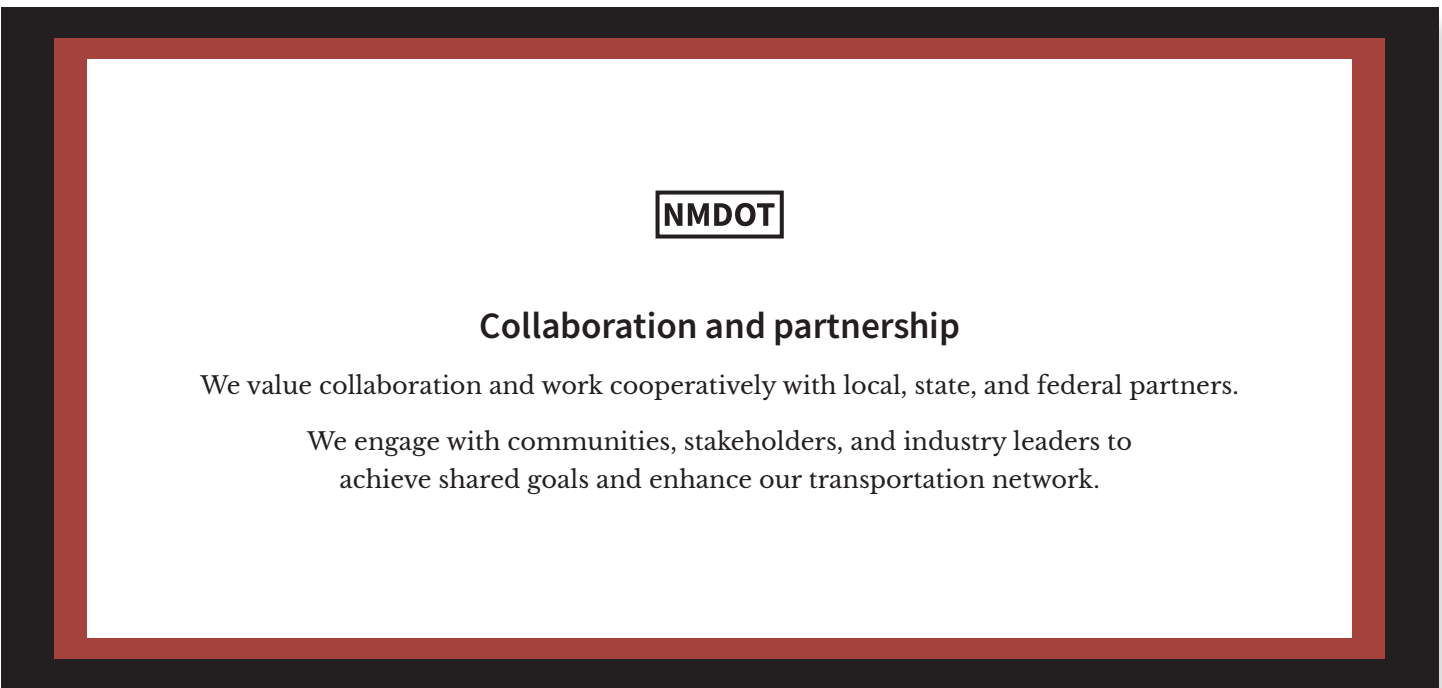 NMDOT
Collaboration and partnership
We value collaboration and work cooperatively with local, state, and federal partners.
We engage with communities, stakeholders, and industry leaders to
achieve shared goals and enhance our transportation network.